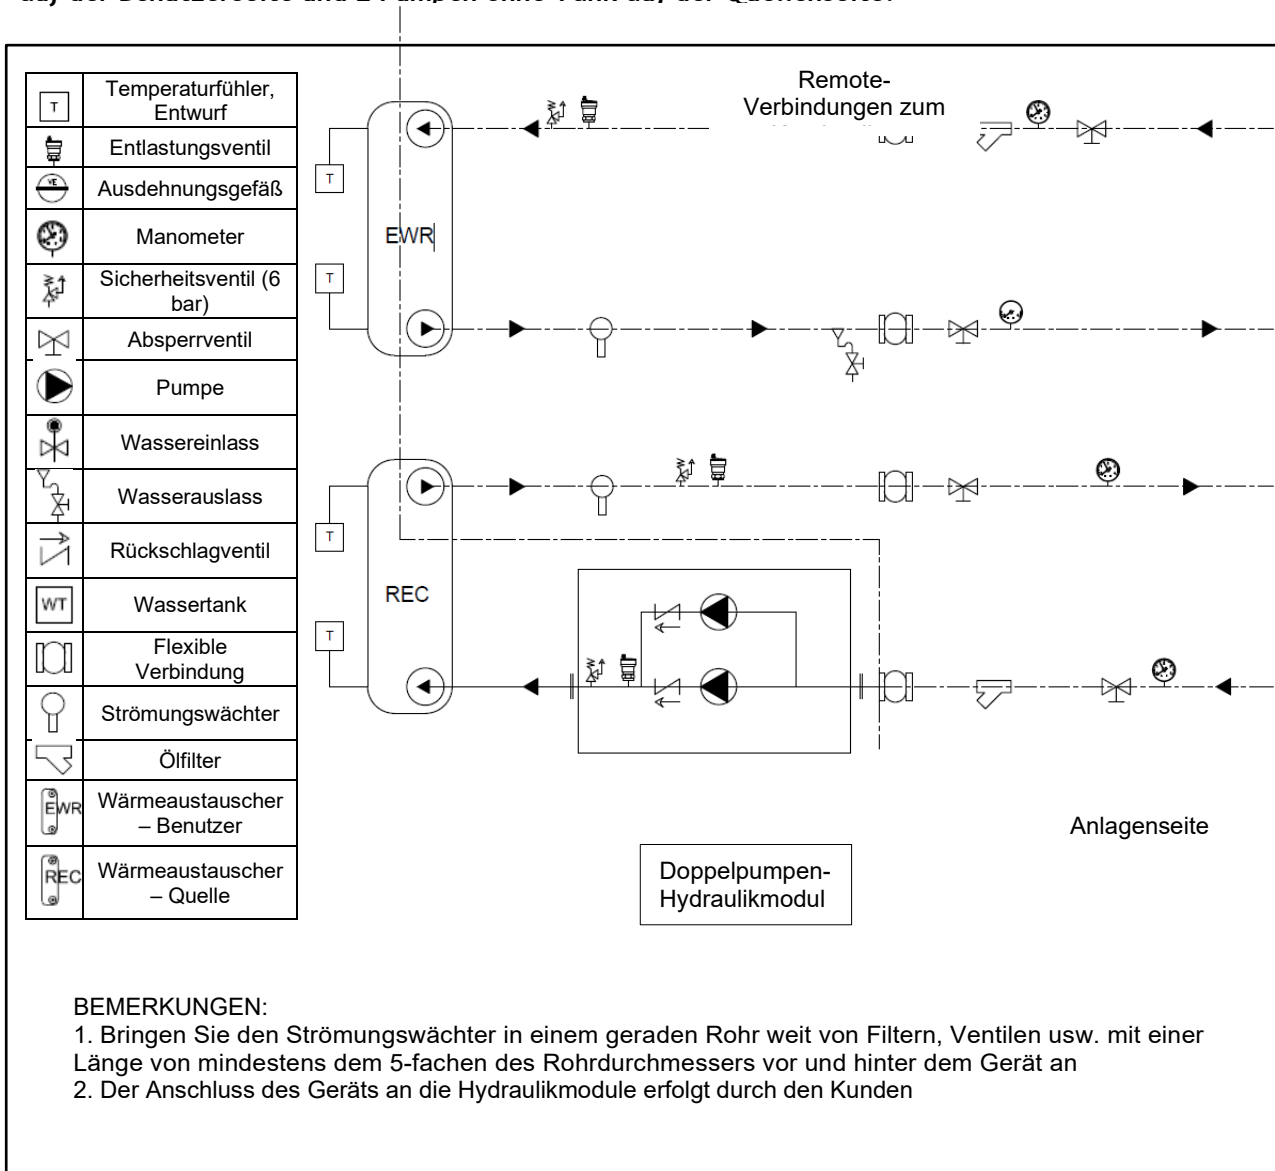 auf der Benutzerseite und 2 Pumpen ohne Tank auf der Quellenseite.
T
Temperaturfühler,
Entwurf
Entlastungsventil
VE
Ausdehnungsgefäß
Manometer
Sicherheitsventil (6
bar)
Absperrventil
Pumpe
Wassereinlass
Wasserauslass
Rückschlagventil
WT
Wassertank
Flexible
Verbindung
Strömungswächter
Ölfilter
EWR
Wärmeaustauscher
– Benutzer
REC
Wärmeaustauscher
– Quelle
Remote-
Verbindungen zum
T
EWR
T
T
REC
T
Anlagenseite
Doppelpumpen-
Hydraulikmodul
BEMERKUNGEN:
1. Bringen Sie den Strömungswächter in einem geraden Rohr weit von Filtern, Ventilen usw. mit einer
Länge von mindestens dem 5-fachen des Rohrdurchmessers vor und hinter dem Gerät an
2. Der Anschluss des Geräts an die Hydraulikmodule erfolgt durch den Kunden